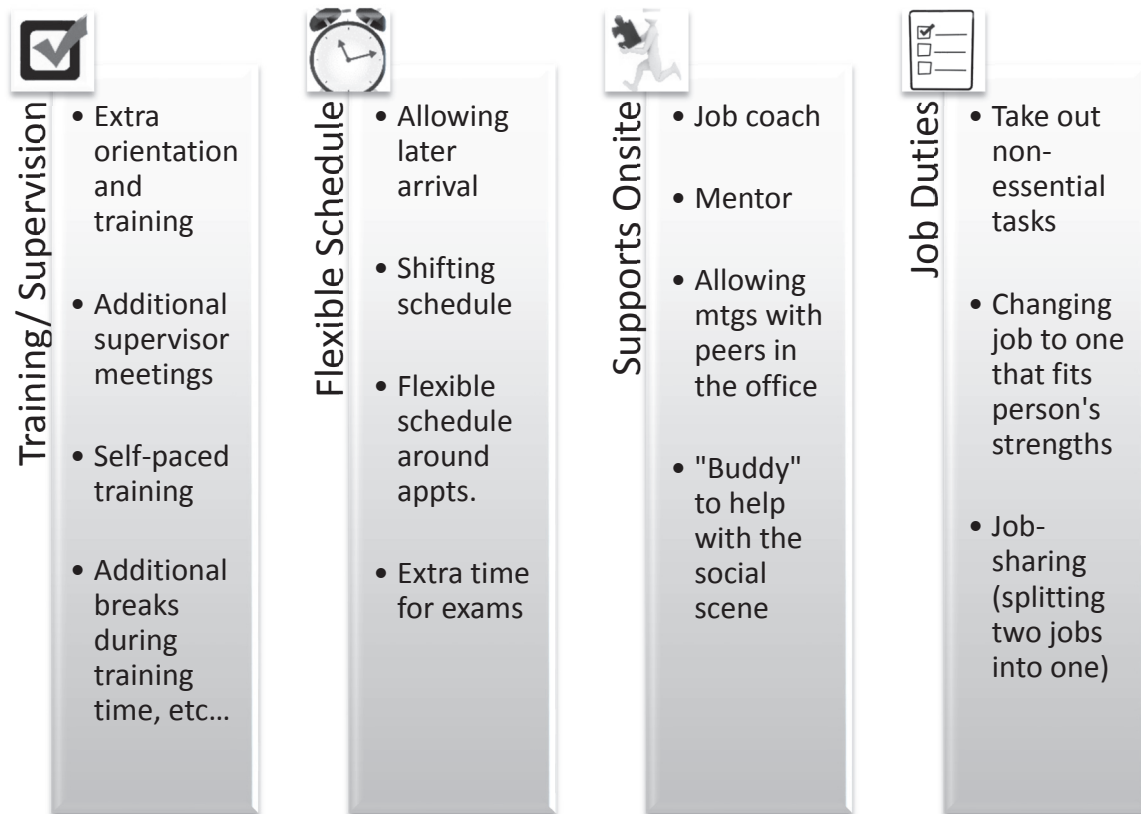 Training/ Supervision
• Extra
orientation
and
training
• Additional
supervisor
meetings
• Self-paced
training
• Additional
breaks
during
training
time, etc…
Flexible Schedule
• Allowing
later
arrival
• Shifting
schedule
• Flexible
schedule
around
appts.
• Extra time
for exams
Supports Onsite
• Job coach
• Mentor
• Allowing
mtgs with
peers in
the office
• "Buddy"
to help
with the
social
scene
Job Duties
• Take out
non-
essential
tasks
• Changing
job to one
that fits
person's
strengths
• Job-
sharing
(splitting
two jobs
into one)